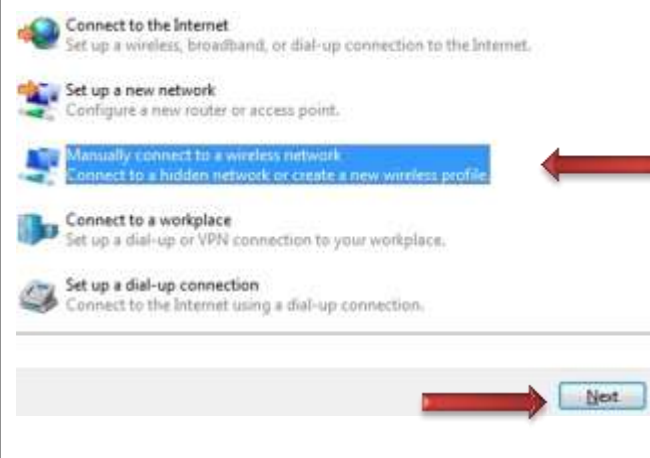 Connect to the Internet
Set up a wireless, broadband, or dial-up connection to the Internet.
Set up a new network
Configure a new router or access point.
Manually connect to a wireless network
Connect to a hidden network or create a new wireless profile.
Connect to a workplace
Set up a dial-up or VPN connection to your workplace.
Set up a dial-up connection
Connect to the Internet using a dial-up connection.
Next